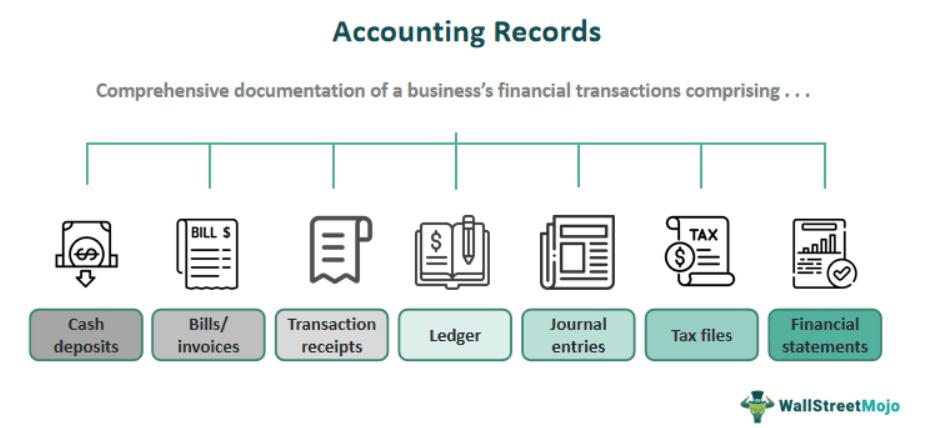 Accounting Records
Comprehensive documentation of a business's financial transactions comprising . . .
BILL $
$
TAX
$
$
Cash
deposits
Bills/
invoices
Transaction
receipts
Ledger
Journal
entries
Tax files
Financial
statements
WallStreetMojo